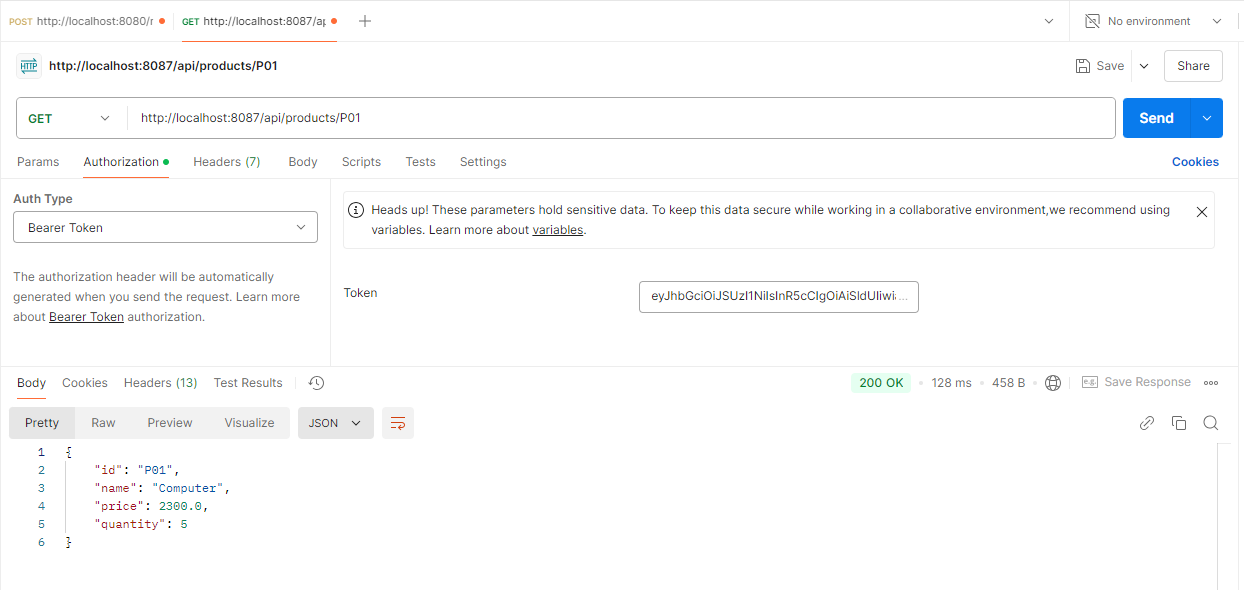 POST http://localhost:8080/r GET http://localhost:8087/ap No environment
HTTP http://localhost:8087/api/products/P01 Save Share
GET http://localhost:8087/api/products/P01 Send
Params Authorization Headers (7) Body Scripts Tests Settings Cookies
Auth Type
Bearer Token
The authorization header will be automatically
generated when you send the request. Learn more
about Bearer Token authorization.
Heads up! These parameters hold sensitive data. To keep this data secure while working in a collaborative environment,we recommend using
variables. Learn more about variables.
Token eyJhbGciOiJSUzI1NiIsInR5cCIgOiAiSldUIiwi...
Body Cookies Headers (13) Test Results 200 OK 128 ms 458 B e.g. Save Response
Pretty Raw Preview Visualize JSON
1 {
2 "id": "P01",
3 "name": "Computer",
4 "price": 2300.0,
5 "quantity": 5
6 }